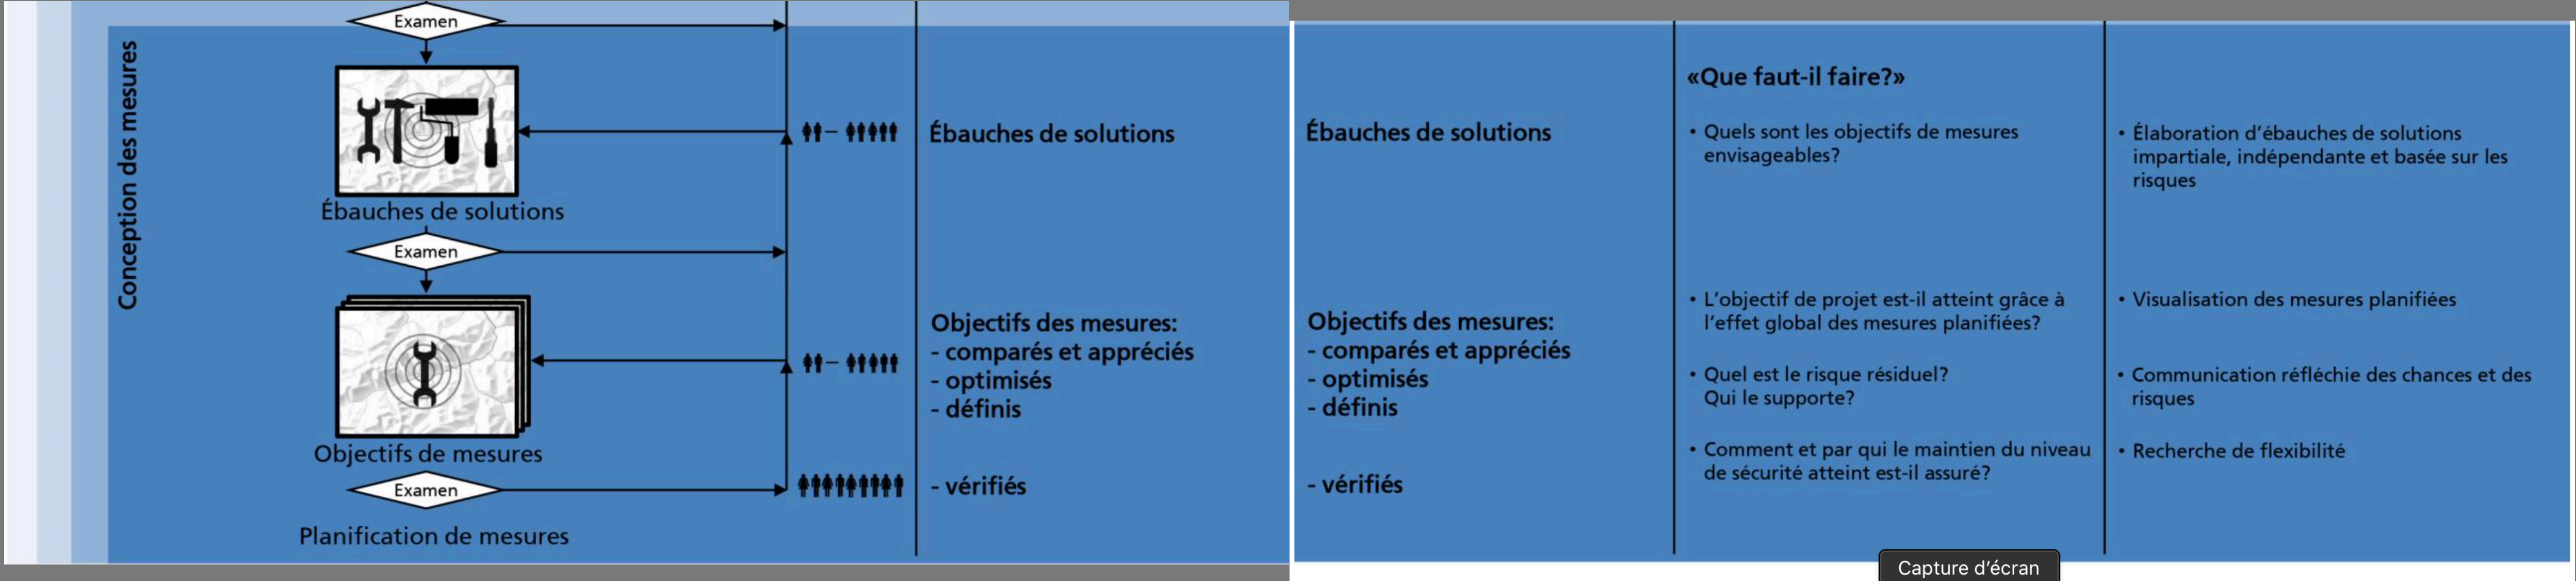 Conception des mesures
Examen
Ébauches de solutions
Examen
Objectifs de mesures
Examen
Planification de mesures
Ébauches de solutions
Objectifs des mesures:
- comparés et appréciés
- optimisés
- définis
- vérifiés
Ébauches de solutions
Objectifs des mesures:
- comparés et appréciés
- optimisés
- définis
- vérifiés
«Que faut-il faire?»
• Quels sont les objectifs de mesures
envisageables?
• L'objectif de projet est-il atteint grâce à
l'effet global des mesures planifiées?
• Quel est le risque résiduel?
Qui le supporte?
• Comment et par qui le maintien du niveau
de sécurité atteint est-il assuré?
• Élaboration d'ébauches de solutions
impartiale, indépendante et basée sur les
risques
• Visualisation des mesures planifiées
• Communication réfléchie des chances et des
risques
• Recherche de flexibilité
Capture d'écran